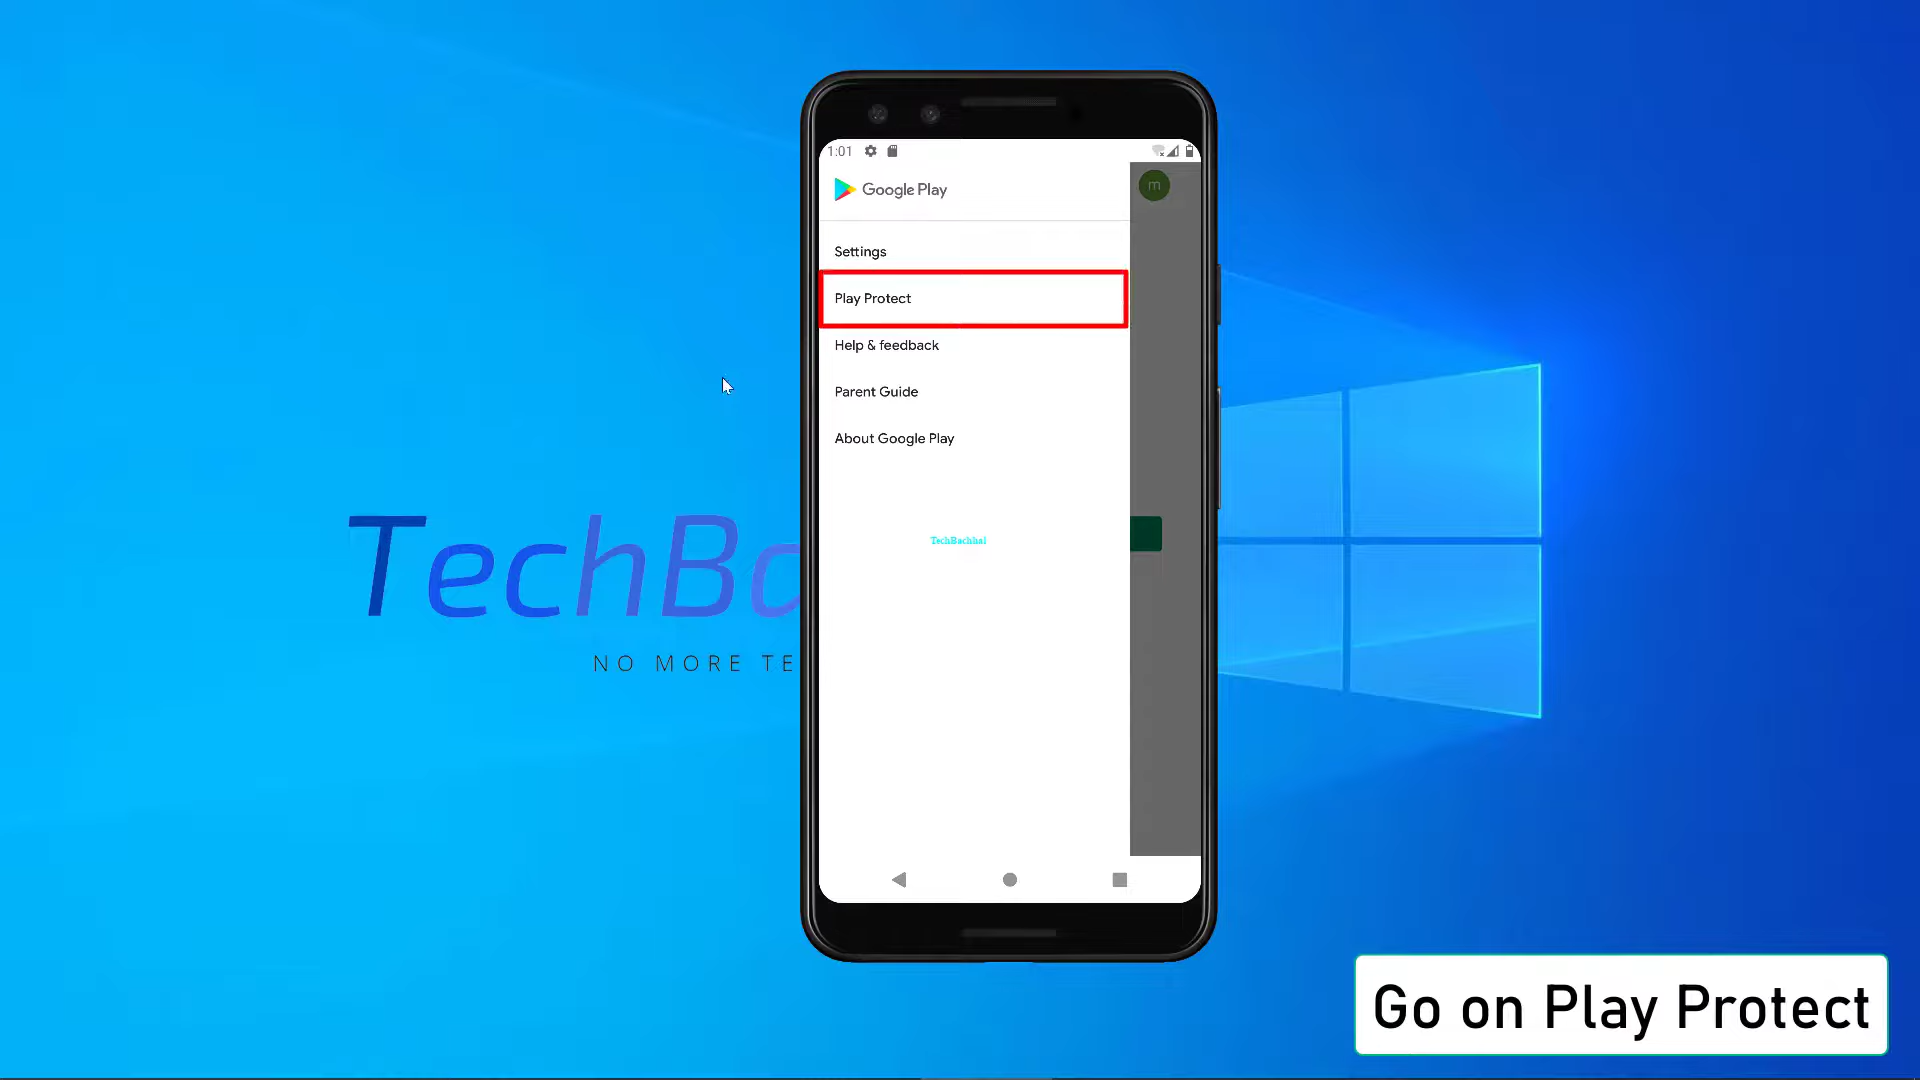 1:01
Google Play
m
Settings
Play Protect
Help & feedback
Parent Guide
About Google Play
TechBachhal
TechBa
NO MORE TE
Go on Play Protect